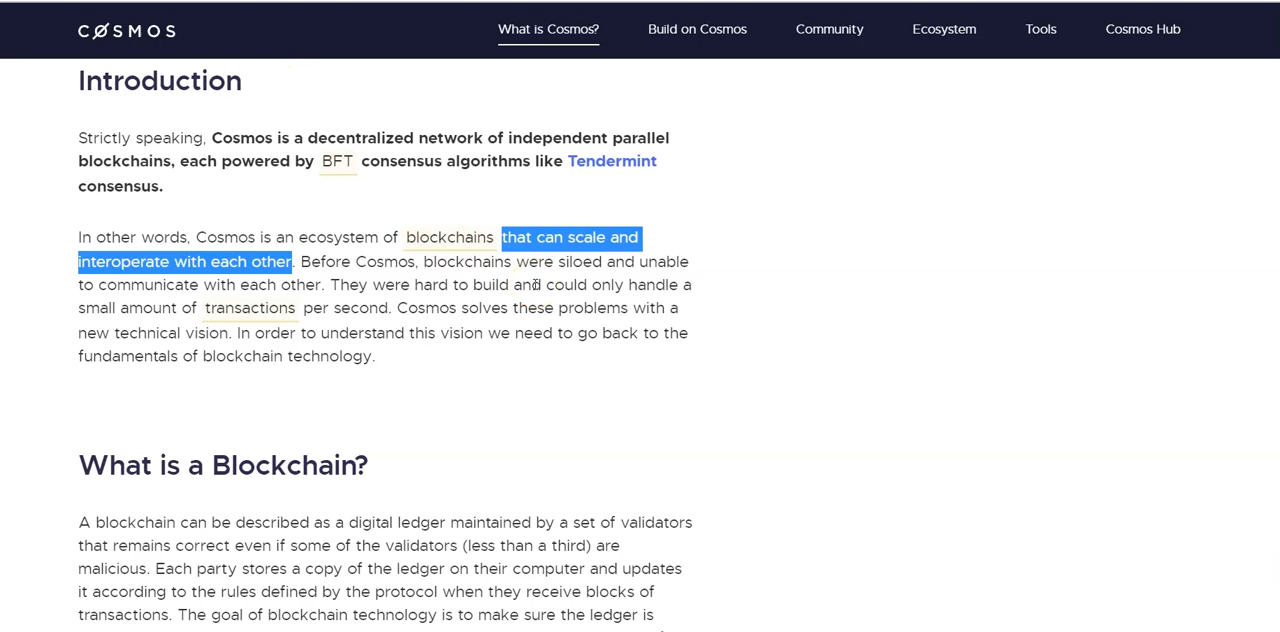 CØSMOS
What is Cosmos? Build on Cosmos Community Ecosystem Tools Cosmos Hub
Introduction
Strictly speaking, Cosmos is a decentralized network of independent parallel
blockchains, each powered by BFT consensus algorithms like Tendermint
consensus.
In other words, Cosmos is an ecosystem of blockchains that can scale and
interoperate with each other. Before Cosmos, blockchains were siloed and unable
to communicate with each other. They were hard to build and could only handle a
small amount of transactions per second. Cosmos solves these problems with a
new technical vision. In order to understand this vision we need to go back to the
fundamentals of blockchain technology.
What is a Blockchain?
A blockchain can be described as a digital ledger maintained by a set of validators
that remains correct even if some of the validators (less than a third) are
malicious. Each party stores a copy of the ledger on their computer and updates
it according to the rules defined by the protocol when they receive blocks of
transactions. The goal of blockchain technology is to make sure the ledger is